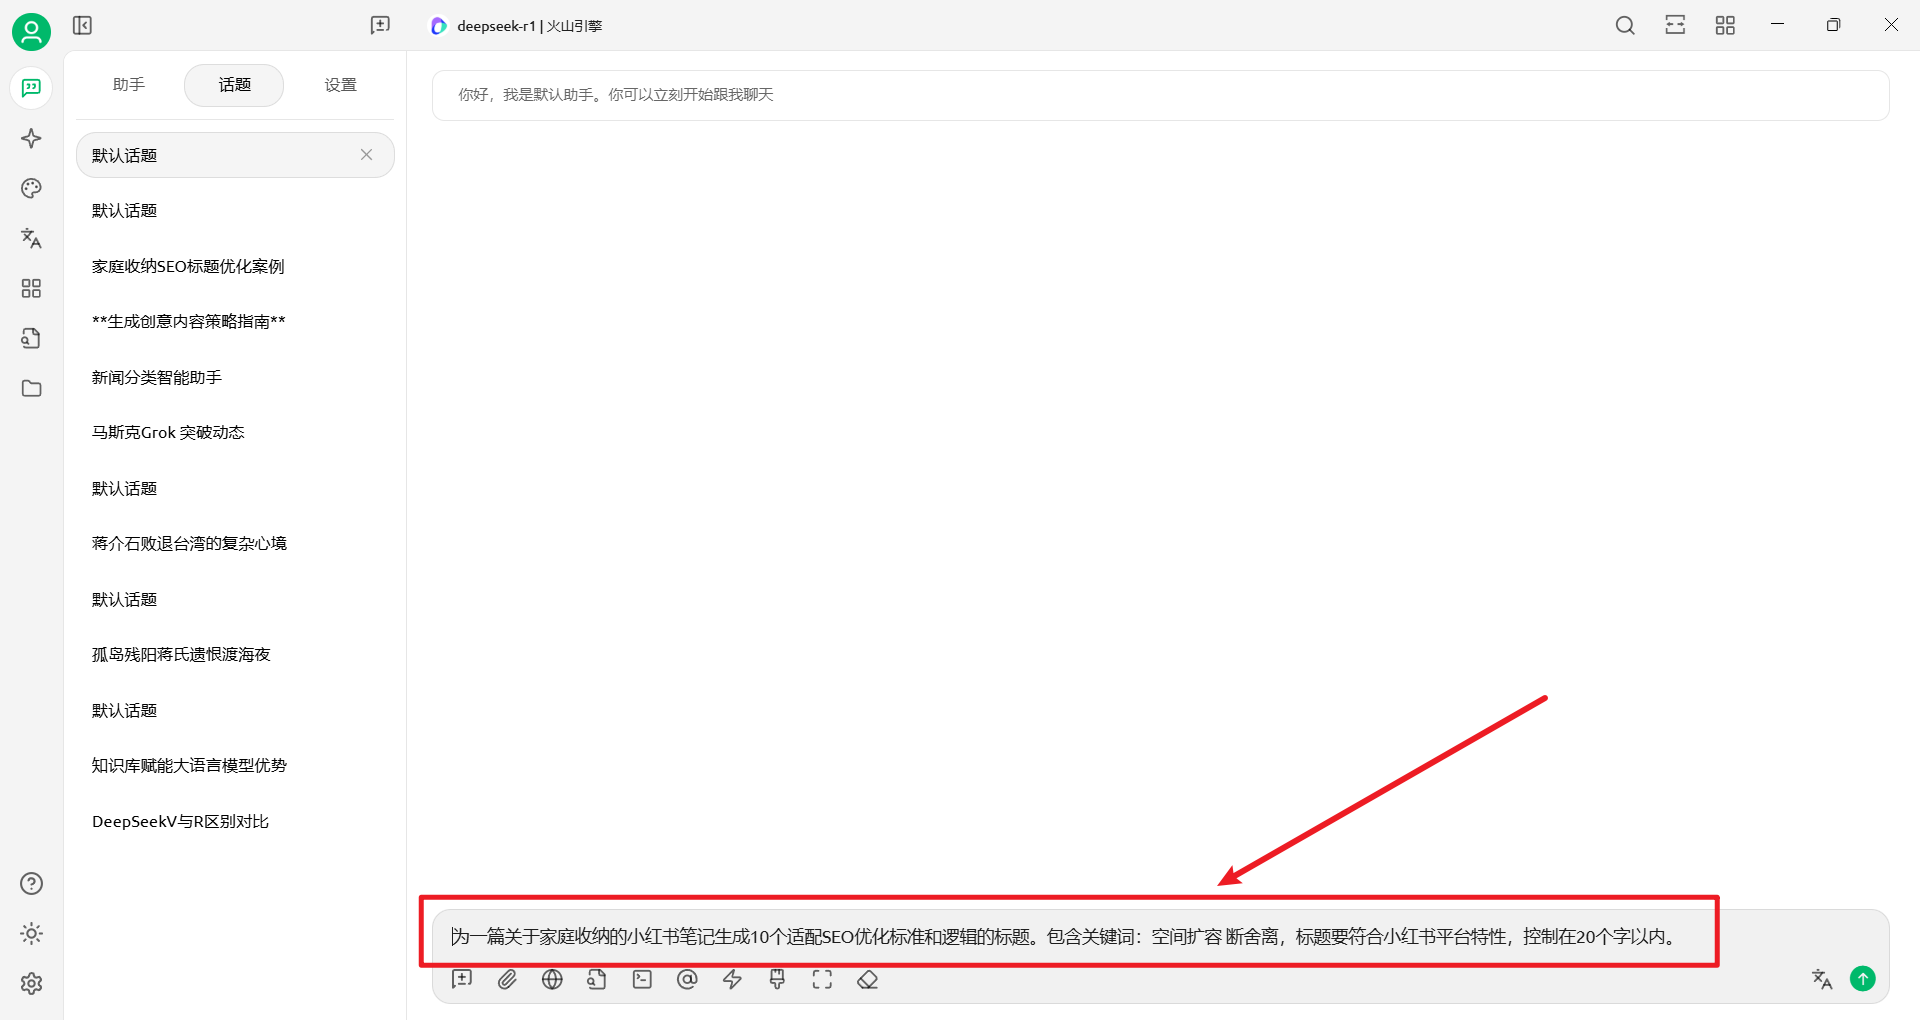 deepseek-r1 | 火山引擎
助手
话题
设置
默认话题
默认话题
家庭收纳SEO标题优化案例
**生成创意内容策略指南**
新闻分类智能助手
马斯克Grok 突破动态
默认话题
蒋介石败退台湾的复杂心境
默认话题
孤岛残阳蒋氏遗恨渡海夜
默认话题
知识库赋能大语言模型优势
DeepSeekV与R区别对比
你好，我是默认助手。你可以立刻开始跟我聊天
为一篇关于家庭收纳的小红书笔记生成10个适配SEO优化标准和逻辑的标题。包含关键词：空间扩容 断舍离，标题要符合小红书平台特性，控制在20个字以内。